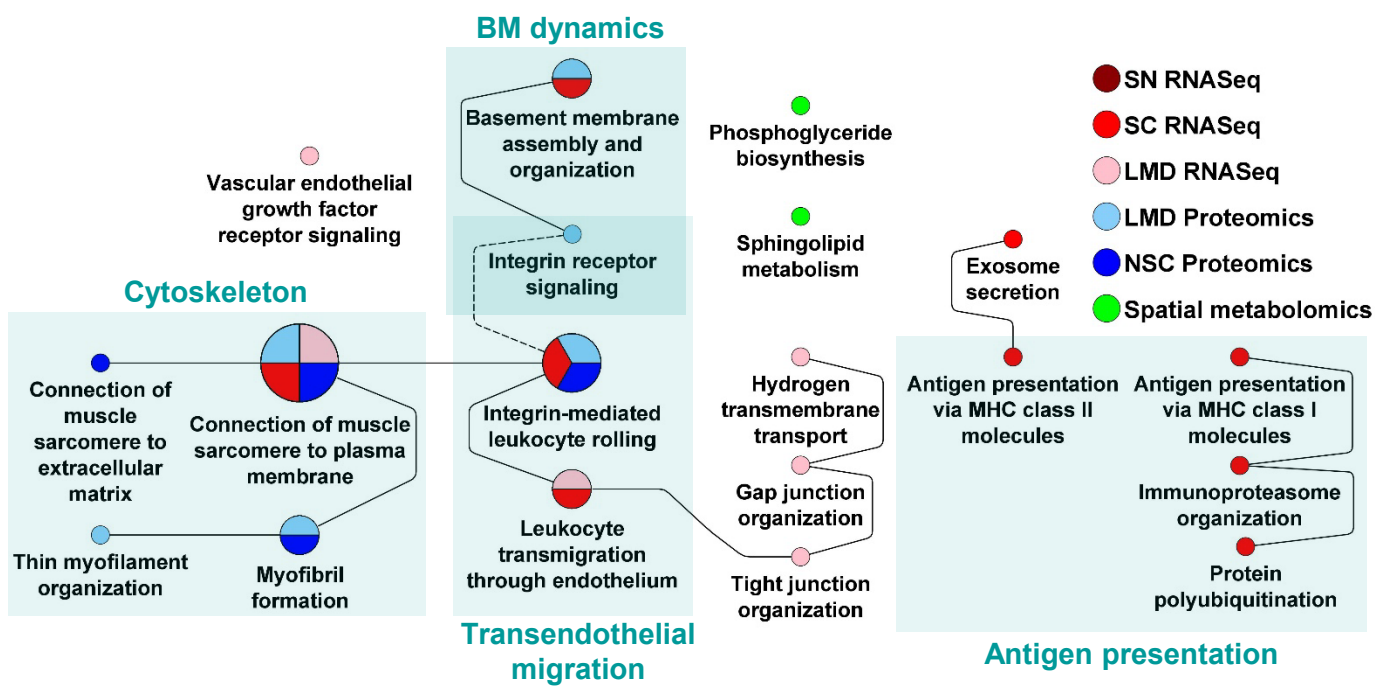 BM dynamics
Basement membrane
assembly and
organization
Vascular endothelial
growth factor
receptor signaling
Integrin receptor
signaling
Phosphoglyceride
biosynthesis
Sphingolipid
metabolism
SN RNASeq
SC RNASeq
LMD RNASeq
LMD Proteomics
NSC Proteomics
Spatial metabolomics
Exosome
secretion
Cytoskeleton
Connection of
muscle
sarcomere to
extracellular
matrix
Connection of muscle
sarcomere to plasma
membrane
Thin myofilament
organization
Myofibril
formation
Integrin-mediated
leukocyte rolling
Leukocyte
transmigration
through endothelium
Transendothelial
migration
Hydrogen
transmembrane
transport
Gap junction
organization
Tight junction
organization
Antigen presentation
via MHC class II
molecules
Antigen presentation
via MHC class I
molecules
Immunoproteasome
organization
Protein
polyubiquitination
Antigen presentation